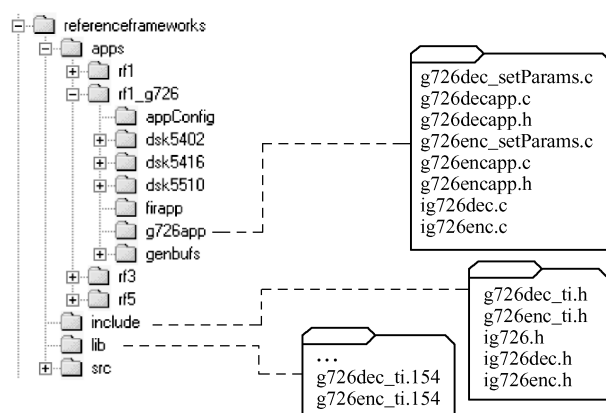 referenceframeworks
apps
rf1
rf1_g726
appConfig
dsk5402
dsk5416
dsk5510
firapp
g726app
genbufs
rf3
rf5
include
lib
src
g726dec_setParams.c
g726decapp.c
g726decapp.h
g726enc_setParams.c
g726encapp.c
g726encapp.h
ig726dec.c
ig726enc.c
g726dec_ti.h
g726enc_ti.h
ig726.h
ig726dec.h
ig726enc.h
...
g726dec_ti.154
g726enc_ti.154